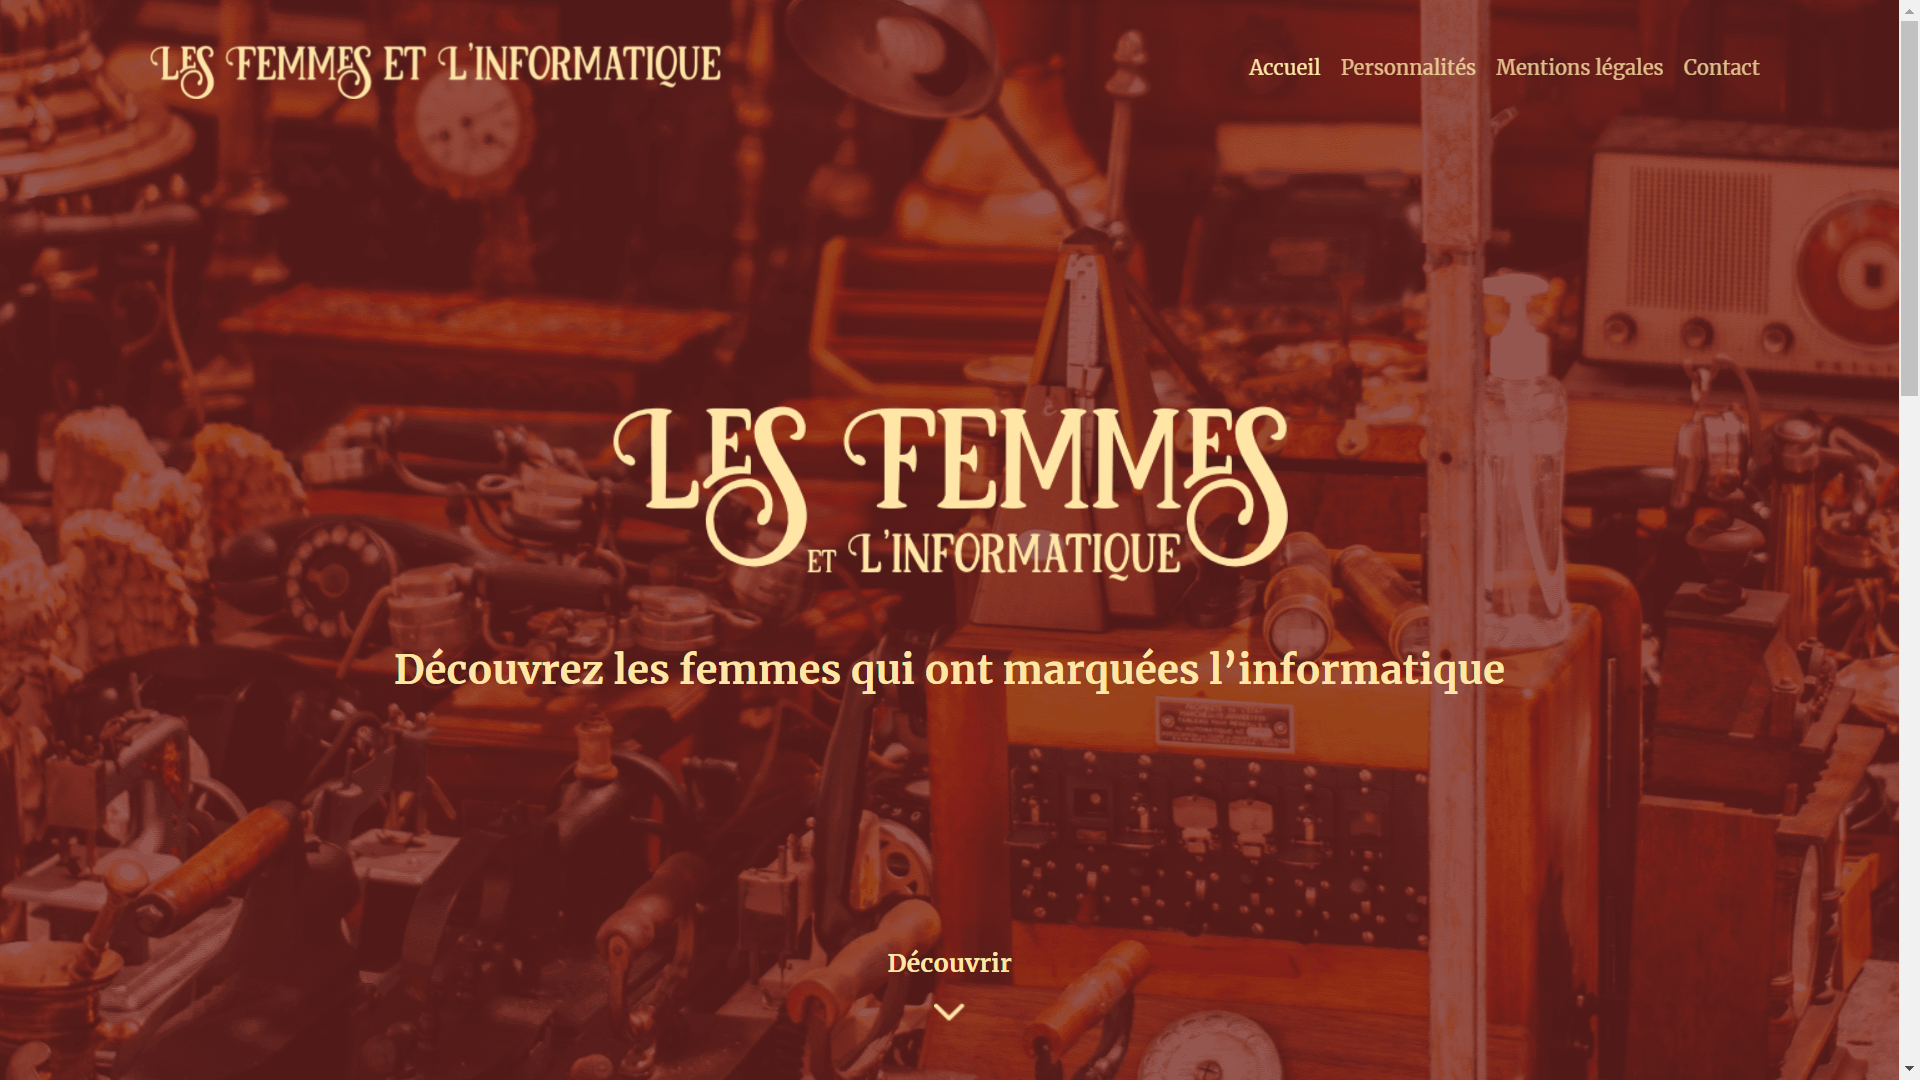 Les Femmes et L'informatique
Accueil Personnalités Mentions légales Contact
Les Femmes
et L'informatique
Découvrez les femmes qui ont marquées l’informatique
Découvrir